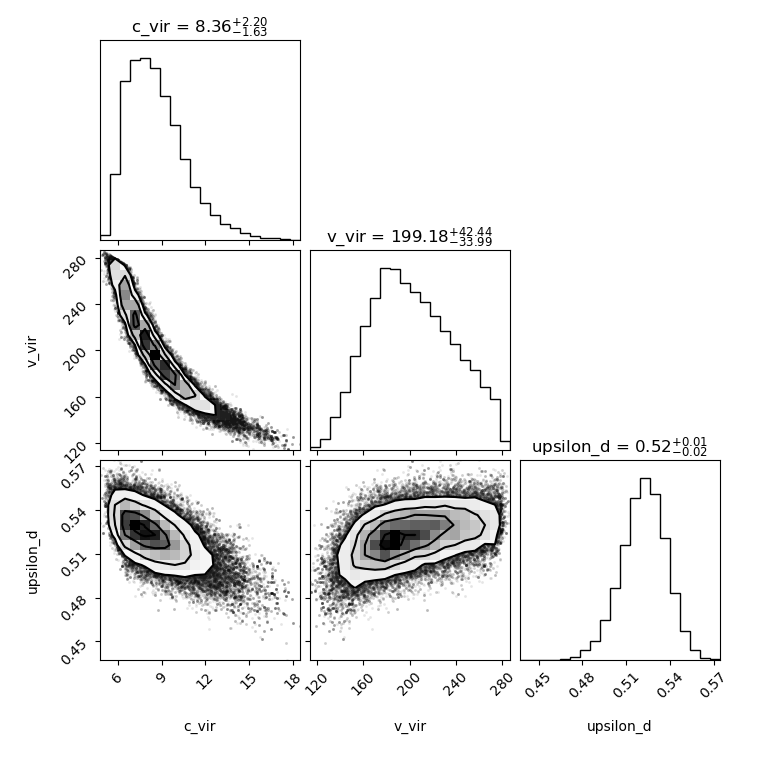 c_vir = 8.36+2.20−1.63
v_vir = 199.18+42.44−33.99
280
240
200
160
120
v_vir
upsilon_d = 0.52+0.01−0.02
0.57
0.54
0.51
0.48
0.45
upsilon_d
6 9 12 15 18 120 160 200 240 280 0.45 0.48 0.51 0.54 0.57
c_vir v_vir upsilon_d